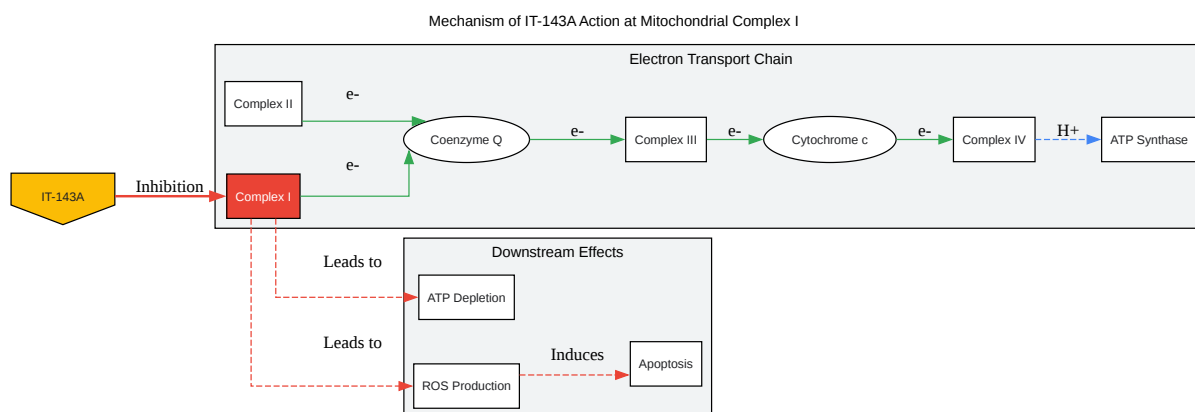 Mechanism of IT-143A Action at Mitochondrial Complex I
Electron Transport Chain
Complex II
e-
Coenzyme Q
e-
Complex III
e-
Cytochrome c
e-
Complex IV
H+
ATP Synthase
e-
IT-143A
Inhibition
Complex I
Downstream Effects
Leads to
ATP Depletion
Leads to
ROS Production
Induces
Apoptosis